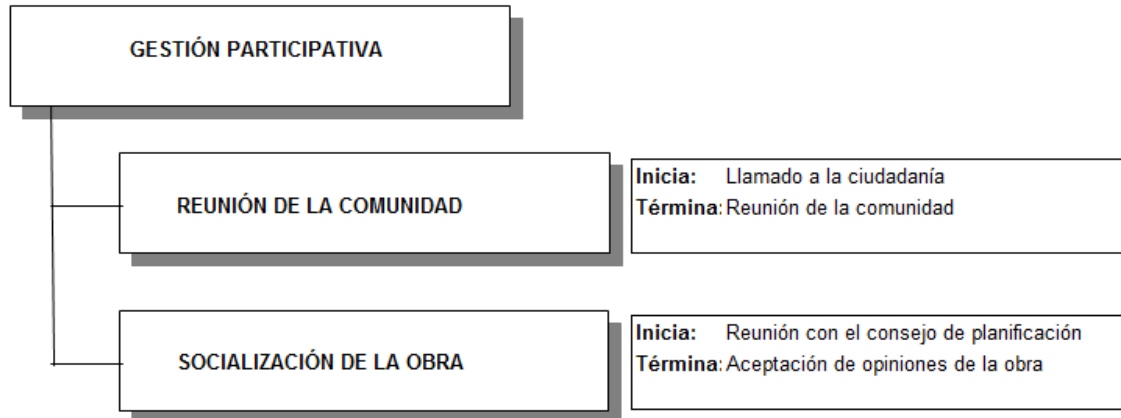 GESTIÓN PARTICIPATIVA
REUNIÓN DE LA COMUNIDAD
Inicia: Llamado a la ciudadanía
Términa: Reunión de la comunidad
SOCIALIZACIÓN DE LA OBRA
Inicia: Reunión con el consejo de planificación
Términa: Aceptación de opiniones de la obra